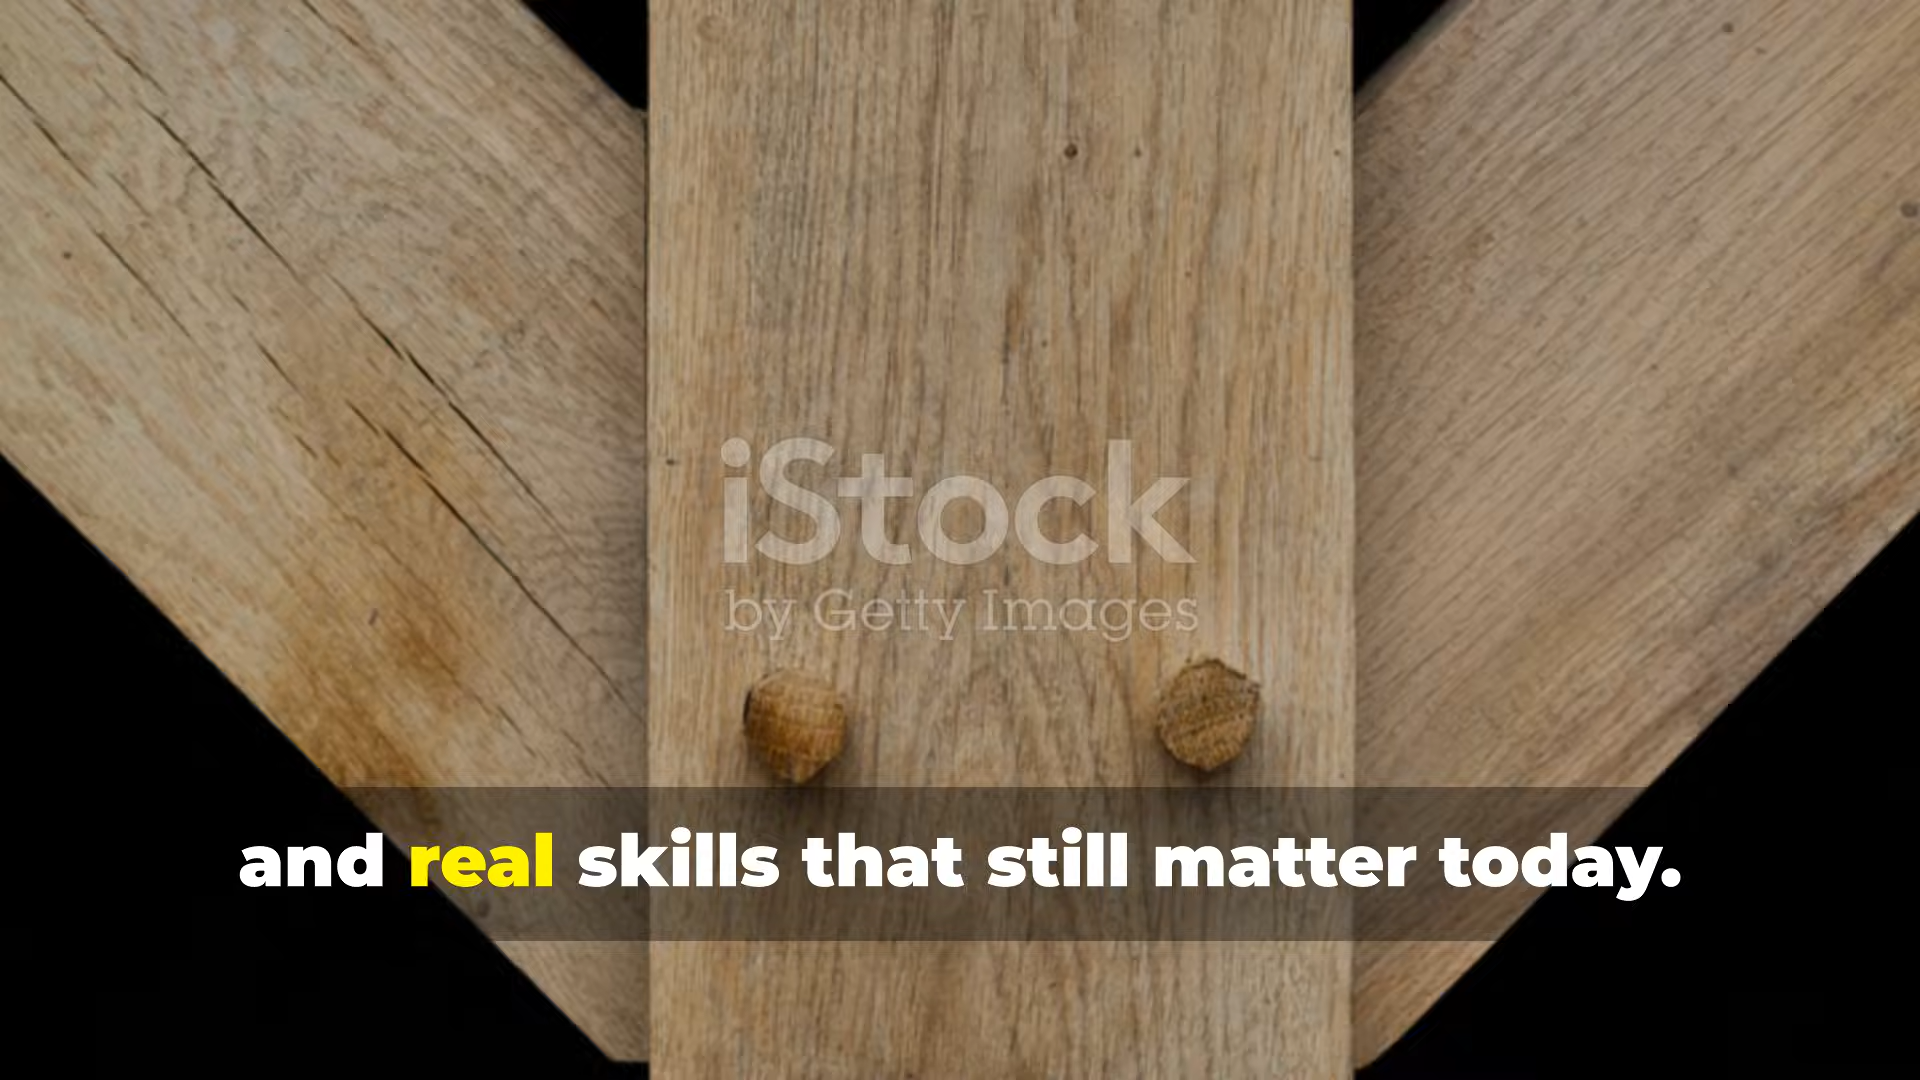 iStock
by Getty Images
and real skills that still matter today.